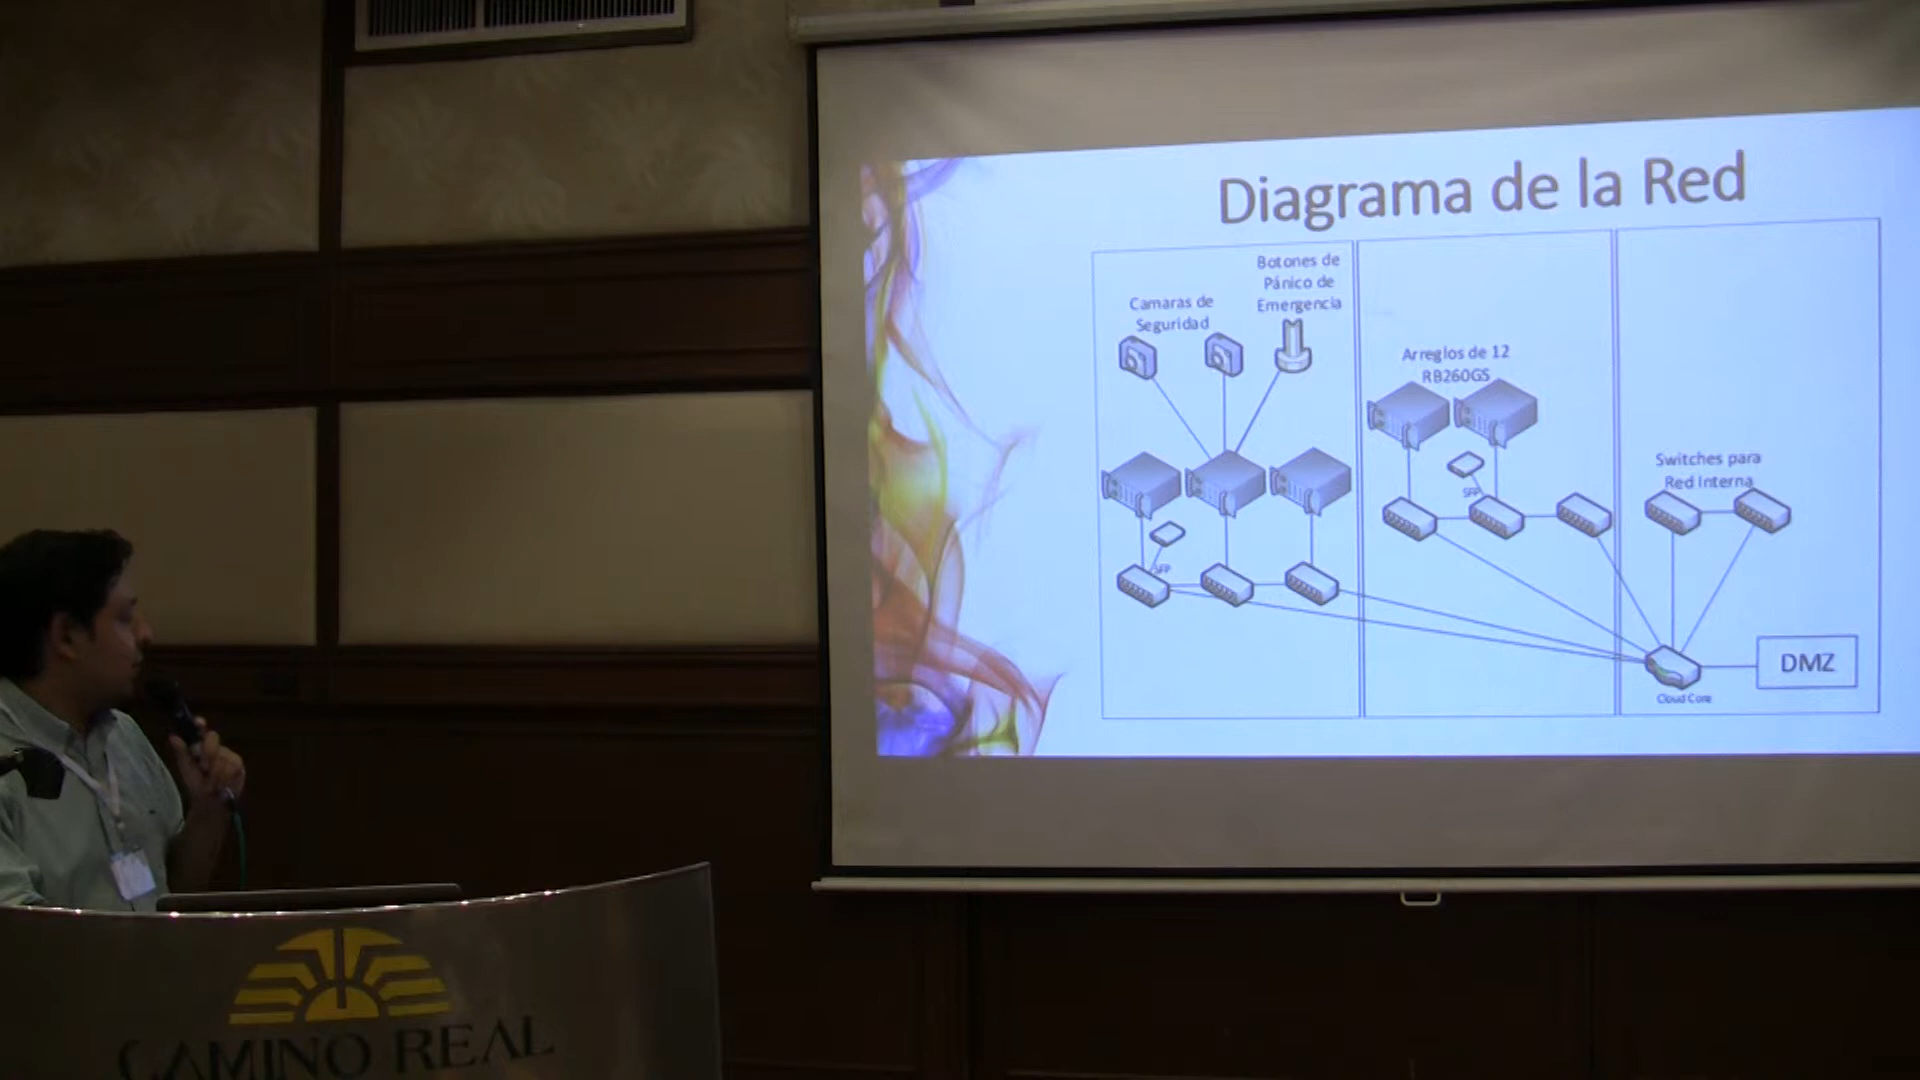 Diagrama de la Red
Botones de
Pánico de
Emergencia
Camaras de
Seguridad
Arreglos de 12
RB260GS
Switches para
Red Interna
SFP
SFP
DMZ
Cloud Core
CAMINO REAL